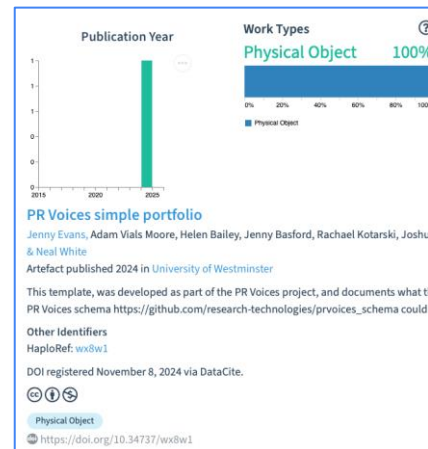 Publication Year
1
1
1
0
0
0
2015 2020 2025
Work Types
Physical Object 100%
0% 20% 40% 60% 80% 100
Physical Object
PR Voices simple portfolio
Jenny Evans, Adam Vials Moore, Helen Bailey, Jenny Basford, Rachael Kotarski, Joshu
& Neal White
Artefact published 2024 in University of Westminster
This template, was developed as part of the PR Voices project, and documents what t
PR Voices schema https://github.com/research-technologies/prvoices_schema could
Other Identifiers
HaploRef: wx8w1
DOI registered November 8, 2024 via DataCite.
Physical Object
https://doi.org/10.34737/wx8w1